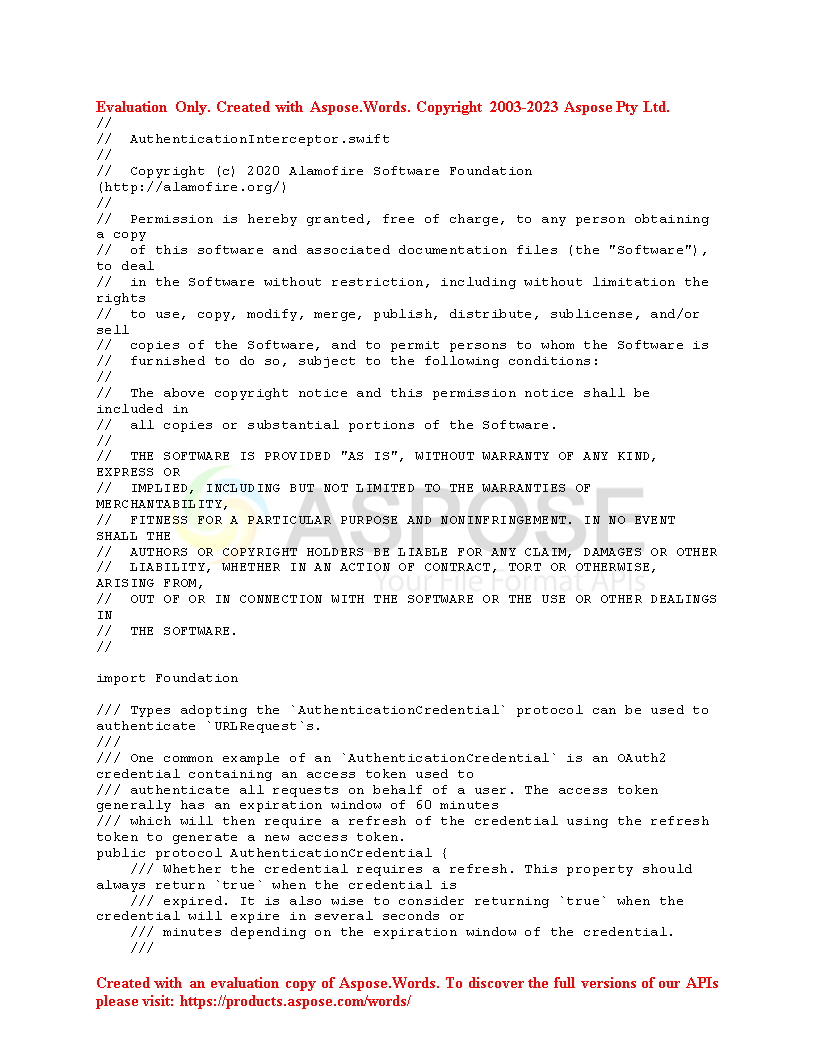 Evaluation Only. Created with Aspose.Words. Copyright 2003-2023 Aspose Pty Ltd.
//
//  AuthenticationInterceptor.swift
//
//  Copyright (c) 2020 Alamofire Software Foundation
(http://alamofire.org/)
//
//  Permission is hereby granted, free of charge, to any person obtaining
a copy
//  of this software and associated documentation files (the "Software"),
to deal
//  in the Software without restriction, including without limitation the
rights
//  to use, copy, modify, merge, publish, distribute, sublicense, and/or
sell
//  copies of the Software, and to permit persons to whom the Software is
//  furnished to do so, subject to the following conditions:
//
//  The above copyright notice and this permission notice shall be
included in
//  all copies or substantial portions of the Software.
//
//  THE SOFTWARE IS PROVIDED "AS IS", WITHOUT WARRANTY OF ANY KIND,
EXPRESS OR
//  IMPLIED, INCLUDING BUT NOT LIMITED TO THE WARRANTIES OF
MERCHANTABILITY,
//  FITNESS FOR A PARTICULAR PURPOSE AND NONINFRINGEMENT. IN NO EVENT
SHALL THE
//  AUTHORS OR COPYRIGHT HOLDERS BE LIABLE FOR ANY CLAIM, DAMAGES OR OTHER
//  LIABILITY, WHETHER IN AN ACTION OF CONTRACT, TORT OR OTHERWISE,
ARISING FROM,
//  OUT OF OR IN CONNECTION WITH THE SOFTWARE OR THE USE OR OTHER DEALINGS
IN
//  THE SOFTWARE.
//
ASPOSE
Your File Format APIs
import Foundation
/// Types adopting the `AuthenticationCredential` protocol can be used to
authenticate `URLRequest`s.
///
/// One common example of an `AuthenticationCredential` is an OAuth2
credential containing an access token used to
/// authenticate all requests on behalf of a user. The access token
generally has an expiration window of 60 minutes
/// which will then require a refresh of the credential using the refresh
token to generate a new access token.
public protocol AuthenticationCredential {
    /// Whether the credential requires a refresh. This property should
always return `true` when the credential is
    /// expired. It is also wise to consider returning `true` when the
credential will expire in several seconds or
    /// minutes depending on the expiration window of the credential.
    ///
Created with an evaluation copy of Aspose.Words. To discover the full versions of our APIs
please visit: https://products.aspose.com/words/